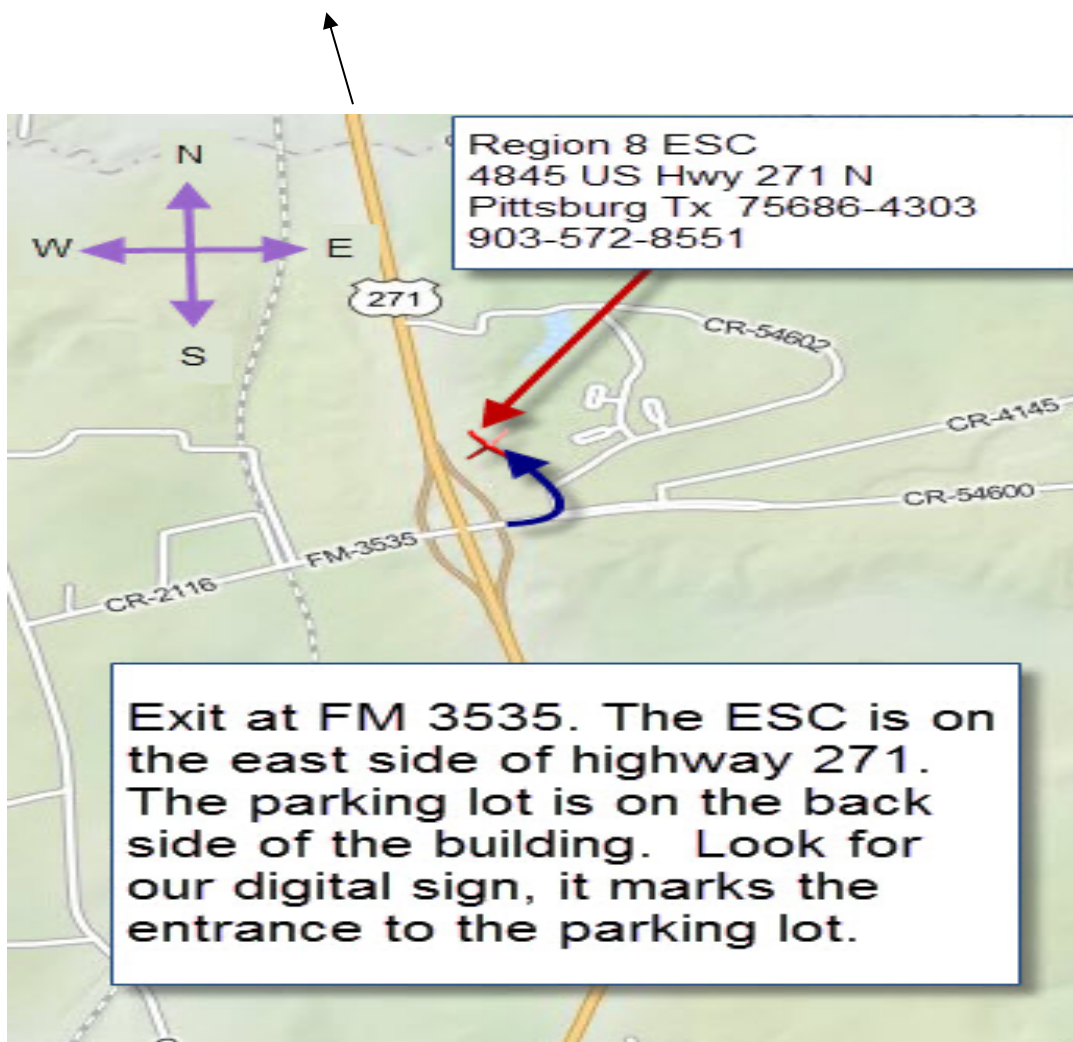 N
W
E
S
Region 8 ESC
4845 US Hwy 271 N
Pittsburg Tx 75686-4303
903-572-8551
271
CR-54602
CR-4145
CR-54600
FM-3535
CR-2116
Exit at FM 3535. The ESC is on
the east side of highway 271.
The parking lot is on the back
side of the building. Look for
our digital sign, it marks the
entrance to the parking lot.